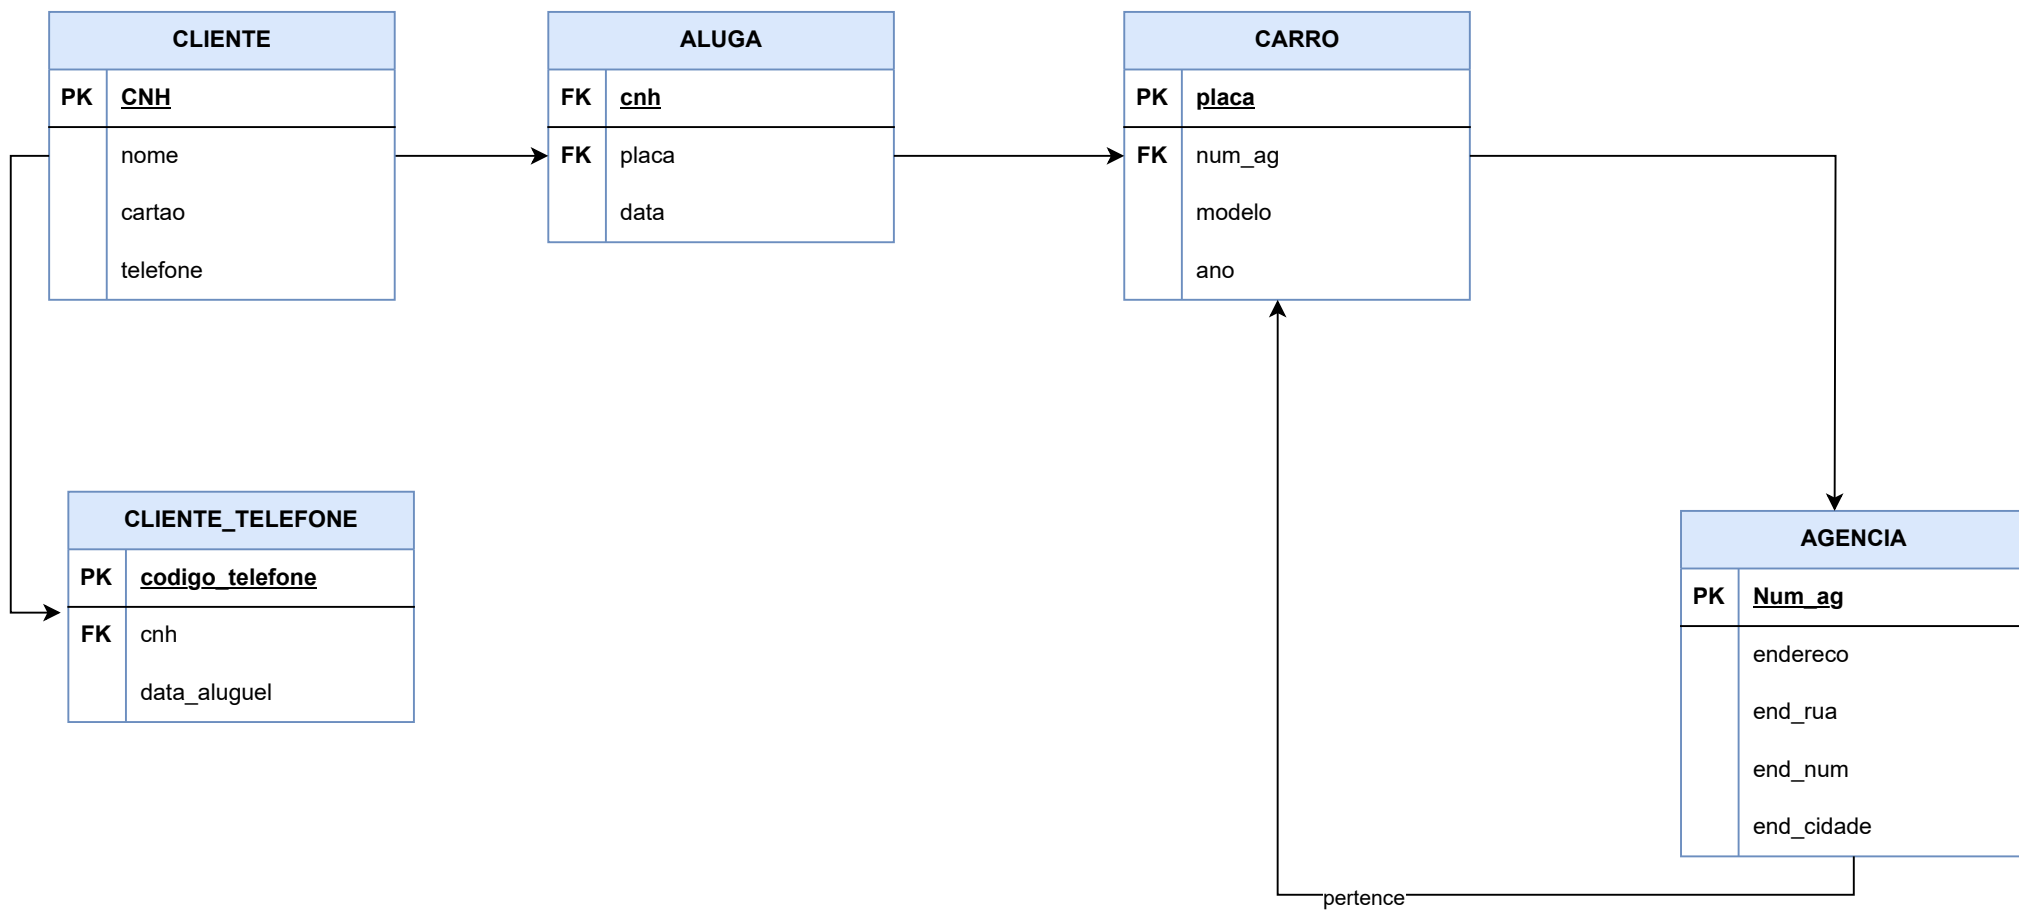 CLIENTE
PK CNH
nome
cartao
telefone
ALUGA
FK cnh
FK placa
data
CARRO
PK placa
FK num_ag
modelo
ano
CLIENTE_TELEFONE
PK codigo_telefone
FK cnh
data_aluguel
AGENCIA
PK Num_ag
endereco
end_rua
end_num
end_cidade
pertence